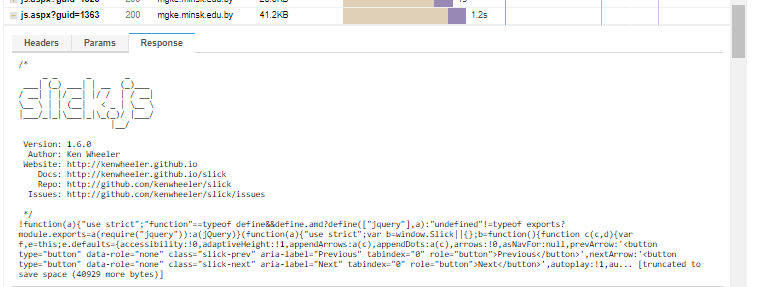 js.aspx?guid=1363 200 mgke.minsk.edu.by 41.2KB 1.2s
Headers Params Response
/*
Version: 1.6.0
Author: Ken Wheeler
Website: http://kenwheeler.github.io
Docs: http://kenwheeler.github.io/slick
Repo: http://github.com/kenwheeler/slick
Issues: http://github.com/kenwheeler/slick/issues
*/
!function(a){"use strict";"function"==typeof define&&define.amd?define(["jquery"],a):"undefined"!=typeof exports?
module.exports=a(require("jquery")):a(jQuery)}(function(a){"use strict";var b=window.Slick||{};b=function(){function c(c,d){var
f,e=this;e.defaults={accessibility:!0,adaptiveHeight:!1,appendArrows:a(c),appendDots:a(c),arrows:!0,asNavFor:null,prevArrow:'<button
type="button" data-role="none" class="slick-prev" aria-label="Previous" tabindex="0" role="button">Previous</button>',nextArrow:'<button
type="button" data-role="none" class="slick-next" aria-label="Next" tabindex="0" role="button">Next</button>',autoplay:!1,au... [truncated to
save space (40929 more bytes)]